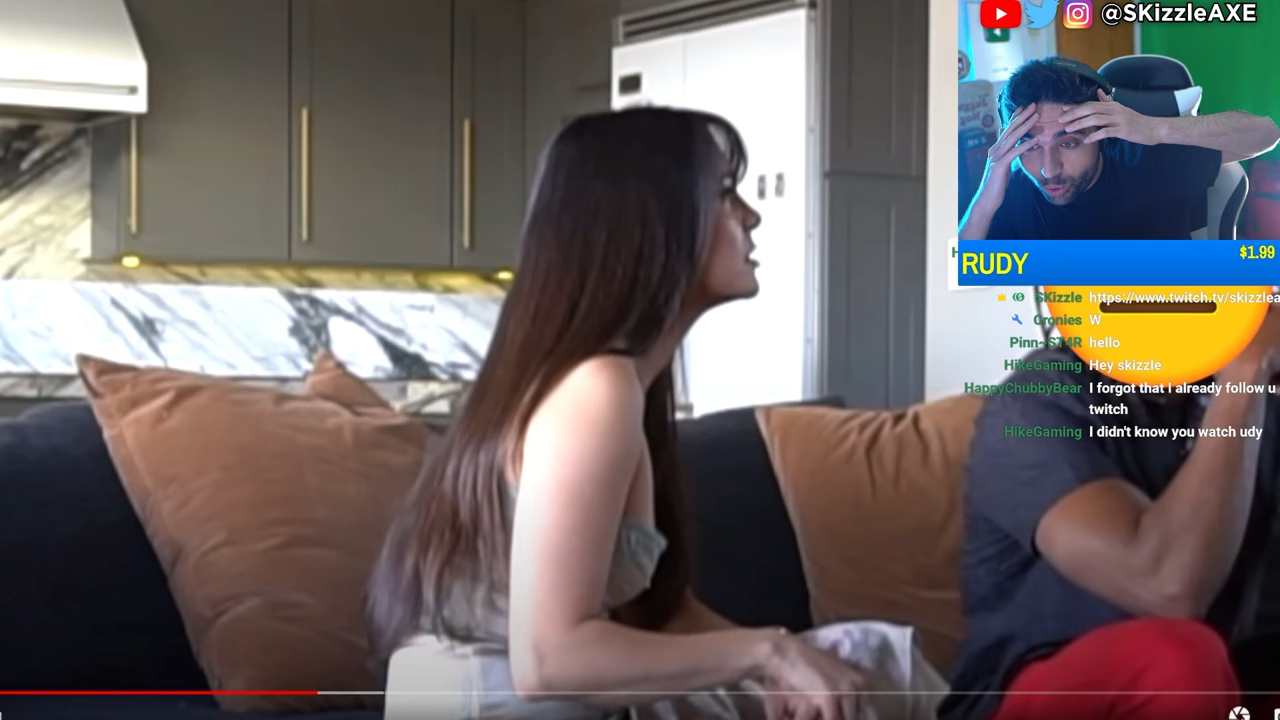 @SKizzleAXE
RUDY
$1.99
SKizzle https://www.twitch.tv/skizzlea
Cronies W
hello
HikeGaming Hey skizzle
HappyChubbyBear I forgot that I already follow u
twitch
HikeGaming I didn't know you watch udy